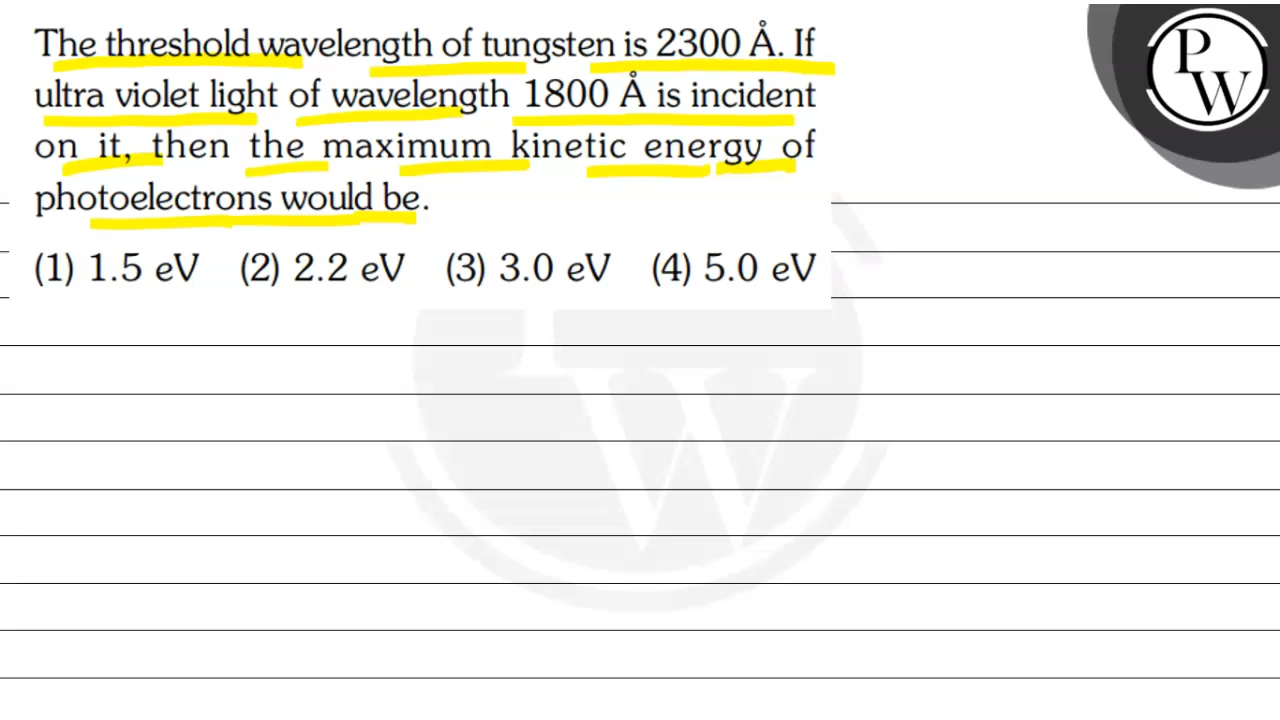 The threshold wavelength of tungsten is 2300 Å. If
ultra violet light of wavelength 1800 Å is incident
on it, then the maximum kinetic energy of
photoelectrons would be.
(1) 1.5 eV (2) 2.2 eV (3) 3.0 eV (4) 5.0 eV
P
W